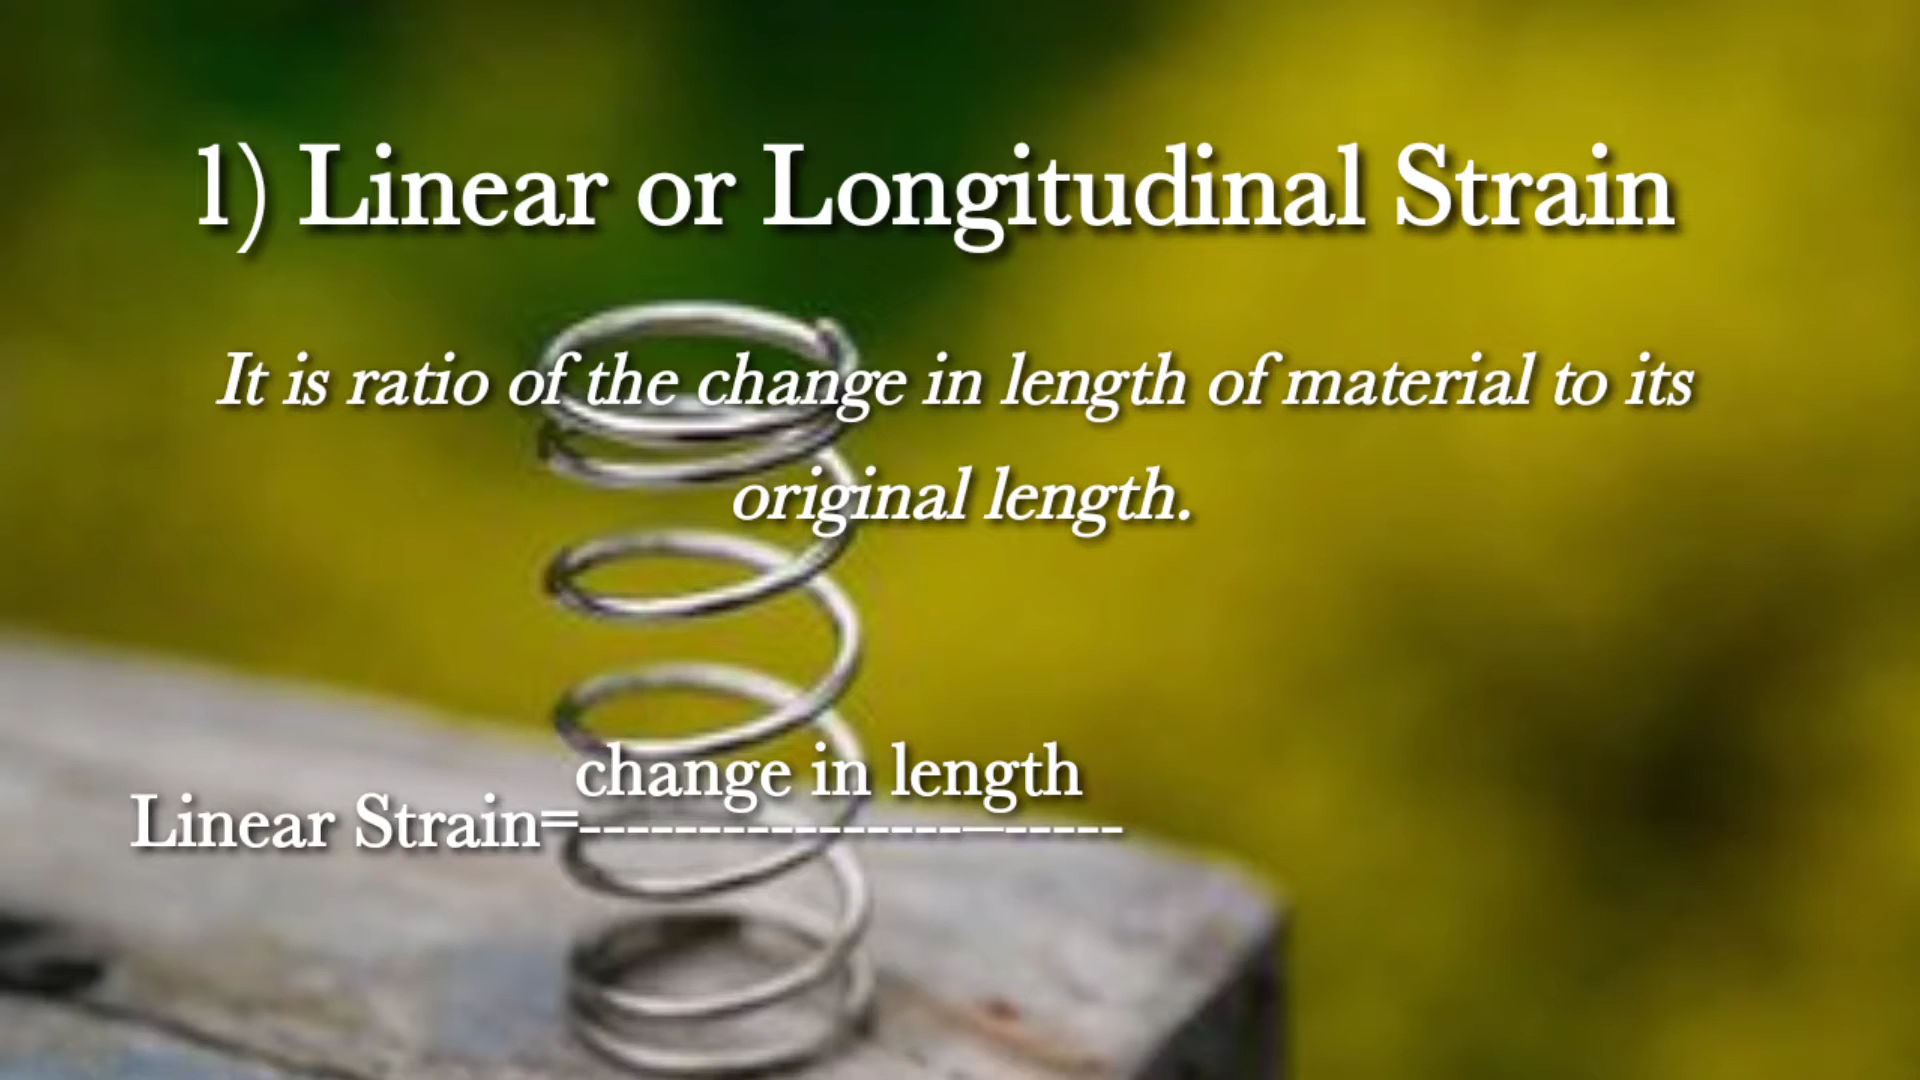 1) Linear or Longitudinal Strain
It is ratio of the change in length of material to its
original length.
change in length
Linear Strain=----------------—-----